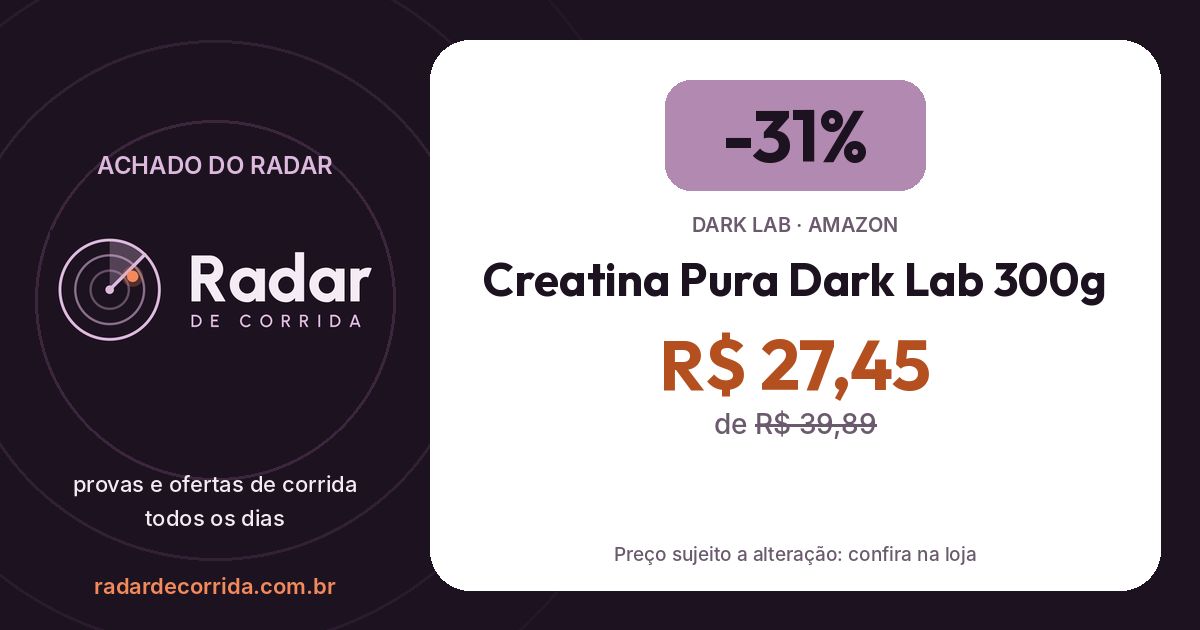 ACHADO DO RADAR
Radar
DE CORRIDA
provas e ofertas de corrida
todos os dias
radardecorrida.com.br
-31%
DARK LAB · AMAZON
Creatina Pura Dark Lab 300g
R$ 27,45
de R$ 39,89
Preço sujeito a alteração: confira na loja